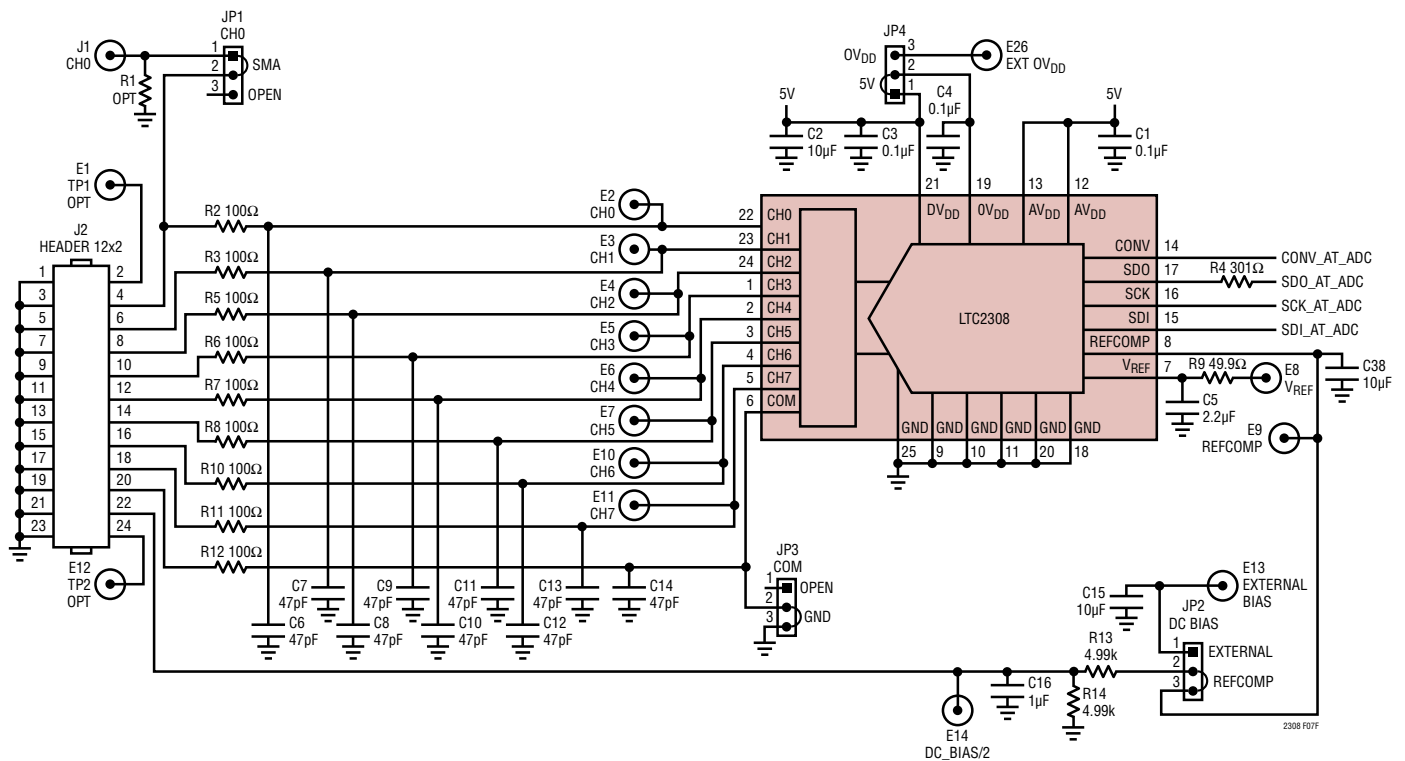 JP1
CH0
J1
CH0
1
2
3
SMA
OPEN
R1
OPT
JP4
OVDD
3
2
5V
1
E26
EXT OVDD
5V
C4
0.1µF
5V
C2
10µF
C3
0.1µF
C1
0.1µF
E1
TP1
OPT
J2
HEADER 12x2
1
3
5
7
9
11
13
15
17
19
21
23
2
4
6
8
10
12
14
16
18
20
22
24
E12
TP2
OPT
R2 100Ω
R3 100Ω
R5 100Ω
R6 100Ω
R7 100Ω
R8 100Ω
R10 100Ω
R11 100Ω
R12 100Ω
E2
CH0
E3
CH1
E4
CH2
E5
CH3
E6
CH4
E7
CH5
E10
CH6
E11
CH7
22
23
24
1
2
3
4
5
6
CH0
CH1
CH2
CH3
CH4
CH5
CH6
CH7
COM
21
19
13
12
DVDD
OVDD
AVDD
AVDD
LTC2308
CONV
14
CONV_AT_ADC
SDO
17
R4 301Ω
SDO_AT_ADC
SCK
16
SCK_AT_ADC
SDI
15
SDI_AT_ADC
REFCOMP
8
VREF
7
R9 49.9Ω
E8
VREF
C38
10µF
C5
2.2µF
E9
REFCOMP
GND
GND
GND
GND
GND
GND
25
9
10
11
20
18
C7
47pF
C9
47pF
C11
47pF
C13
47pF
C14
47pF
C6
47pF
C8
47pF
C10
47pF
C12
47pF
JP3
COM
1
2
3
OPEN
GND
C15
10µF
E13
EXTERNAL
BIAS
JP2
DC BIAS
1
2
3
EXTERNAL
REFCOMP
R13
4.99k
R14
4.99k
C16
1µF
E14
DC_BIAS/2
2308 F07F